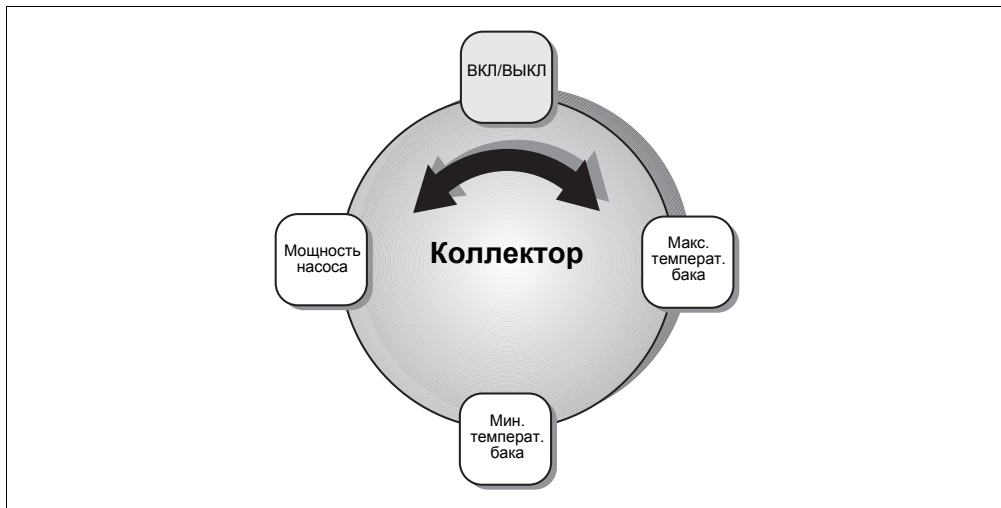 ВКЛ/ВЫКЛ
Мощность
насоса
Коллектор
Макс.
температ.
бака
Мин.
температ.
бака